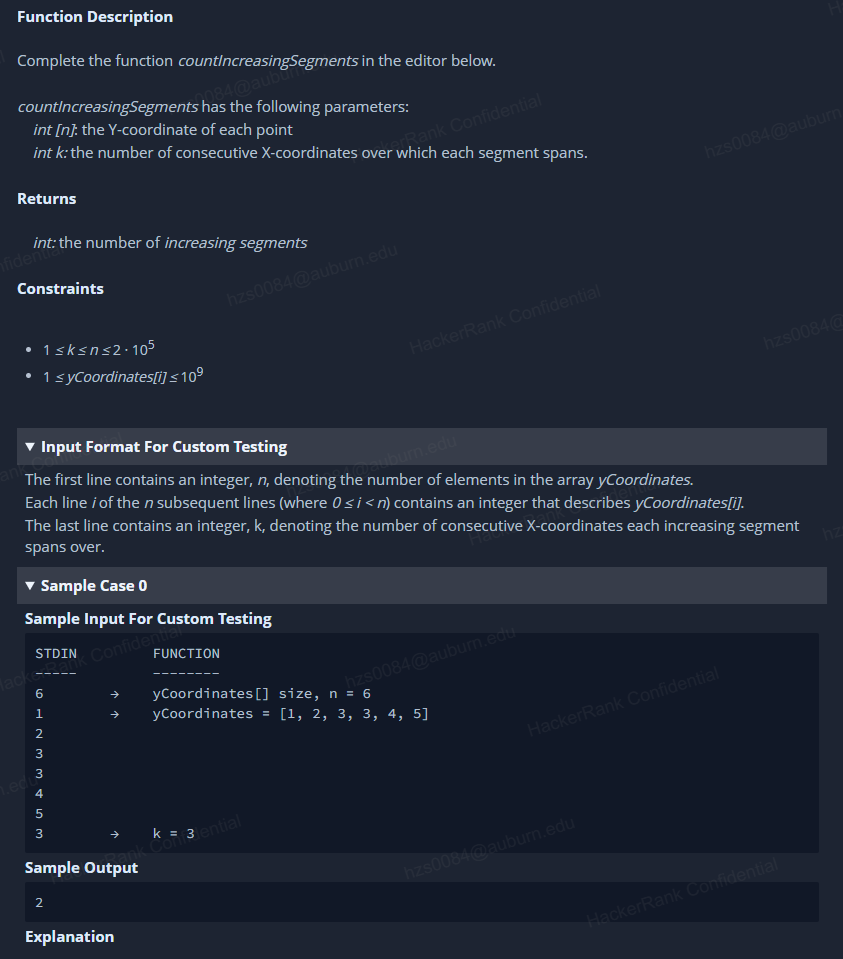 Function Description
Complete the function countIncreasingSegments in the editor below.
countIncreasingSegments has the following parameters:
int [n]: the Y-coordinate of each point
int k: the number of consecutive X-coordinates over which each segment spans.
Returns
int: the number of increasing segments
Constraints
• 1 ≤ k ≤ n ≤ 2 · 10^5
• 1 ≤ yCoordinates[i] ≤ 10^9
▼ Input Format For Custom Testing
The first line contains an integer, n, denoting the number of elements in the array yCoordinates.
Each line i of the n subsequent lines (where 0 ≤ i < n) contains an integer that describes yCoordinates[i].
The last line contains an integer, k, denoting the number of consecutive X-coordinates each increasing segment
spans over.
▼ Sample Case 0
Sample Input For Custom Testing
STDIN FUNCTION
----- --------
6 → yCoordinates[] size, n = 6
1 → yCoordinates = [1, 2, 3, 3, 4, 5]
2
3
3
4
5
3 → k = 3
Sample Output
2
Explanation
hzs0084@auburn.edu
HackerRank Confidential